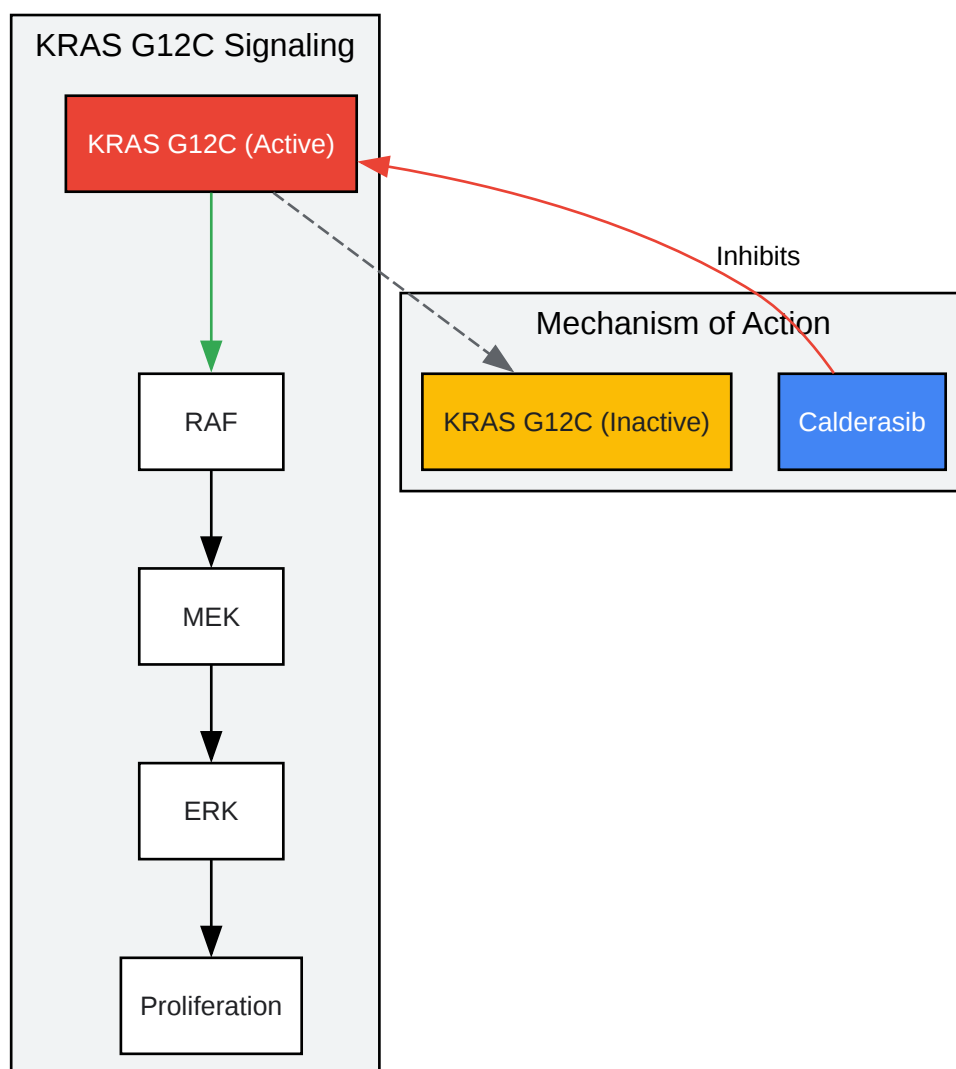 KRAS G12C Signaling
KRAS G12C (Active)
Inhibits
Mechanism of Action
KRAS G12C (Inactive)
Calderasib
RAF
MEK
ERK
Proliferation